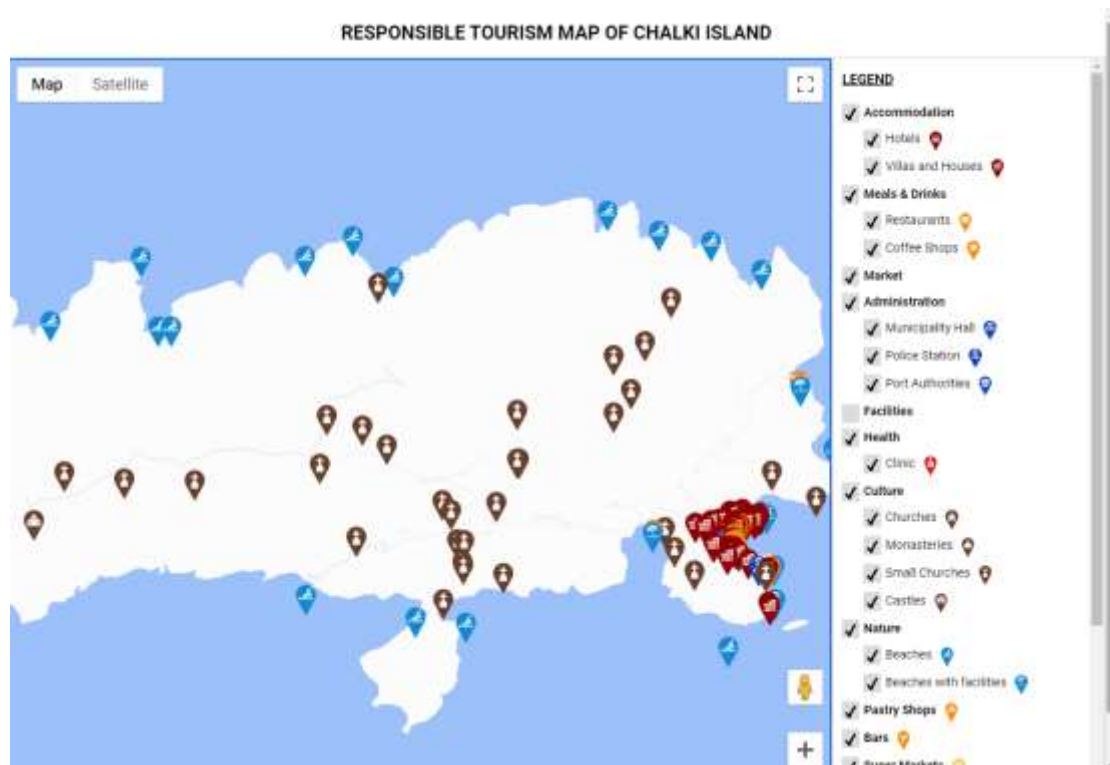 RESPONSIBLE TOURISM MAP OF CHALKI ISLAND
Map Satellite
LEGEND
Accommodation
Hotels
Villas and Houses
Meals & Drinks
Restaurants
Coffee Shops
Market
Administration
Municipality Hall
Police Station
Port Authorities
Facilities
Health
Clinic
Culture
Churches
Monasteries
Small Churches
Castles
Nature
Beaches
Beaches with facilities
Pastry Shops
Bars
Super Markets